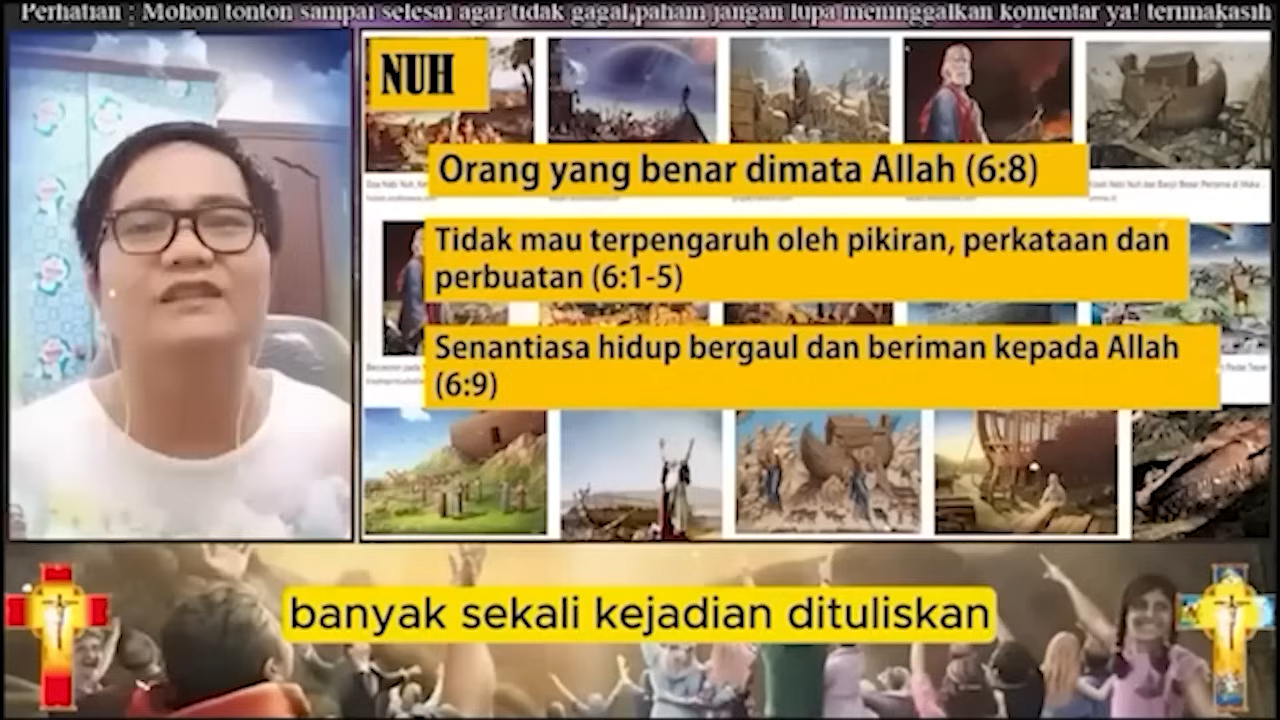 Perhatian : Mohon tonton sampai selesai agar tidak gagal,paham jangan lupa meninggalkan komentar ya! terimakasih
NUH
Orang yang benar dimata Allah (6:8)
Tidak mau terpengaruh oleh pikiran, perkataan dan
perbuatan (6:1-5)
Senantiasa hidup bergaul dan beriman kepada Allah
(6:9)
banyak sekali kejadian dituliskan